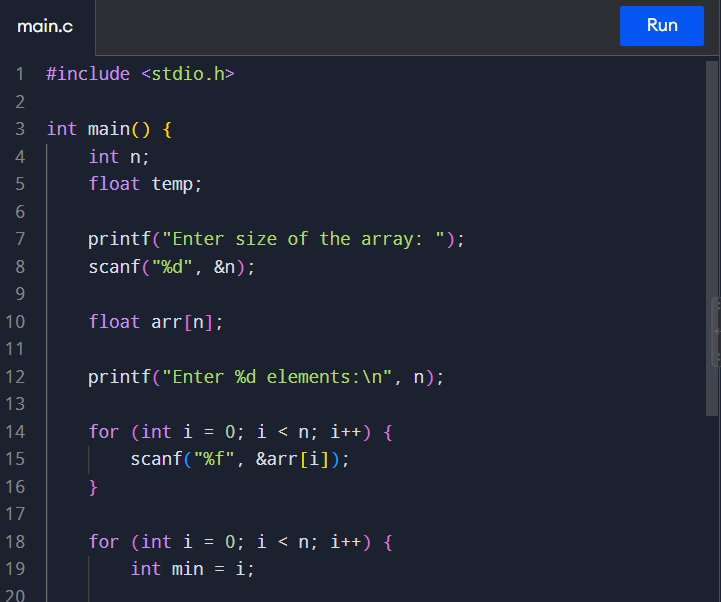 main.c
Run
1 #include <stdio.h>
2
3 int main() {
4     int n;
5     float temp;
6
7     printf("Enter size of the array: ");
8     scanf("%d", &n);
9
10     float arr[n];
11
12     printf("Enter %d elements:\n", n);
13
14     for (int i = 0; i < n; i++) {
15         scanf("%f", &arr[i]);
16     }
17
18     for (int i = 0; i < n; i++) {
19         int min = i;
20